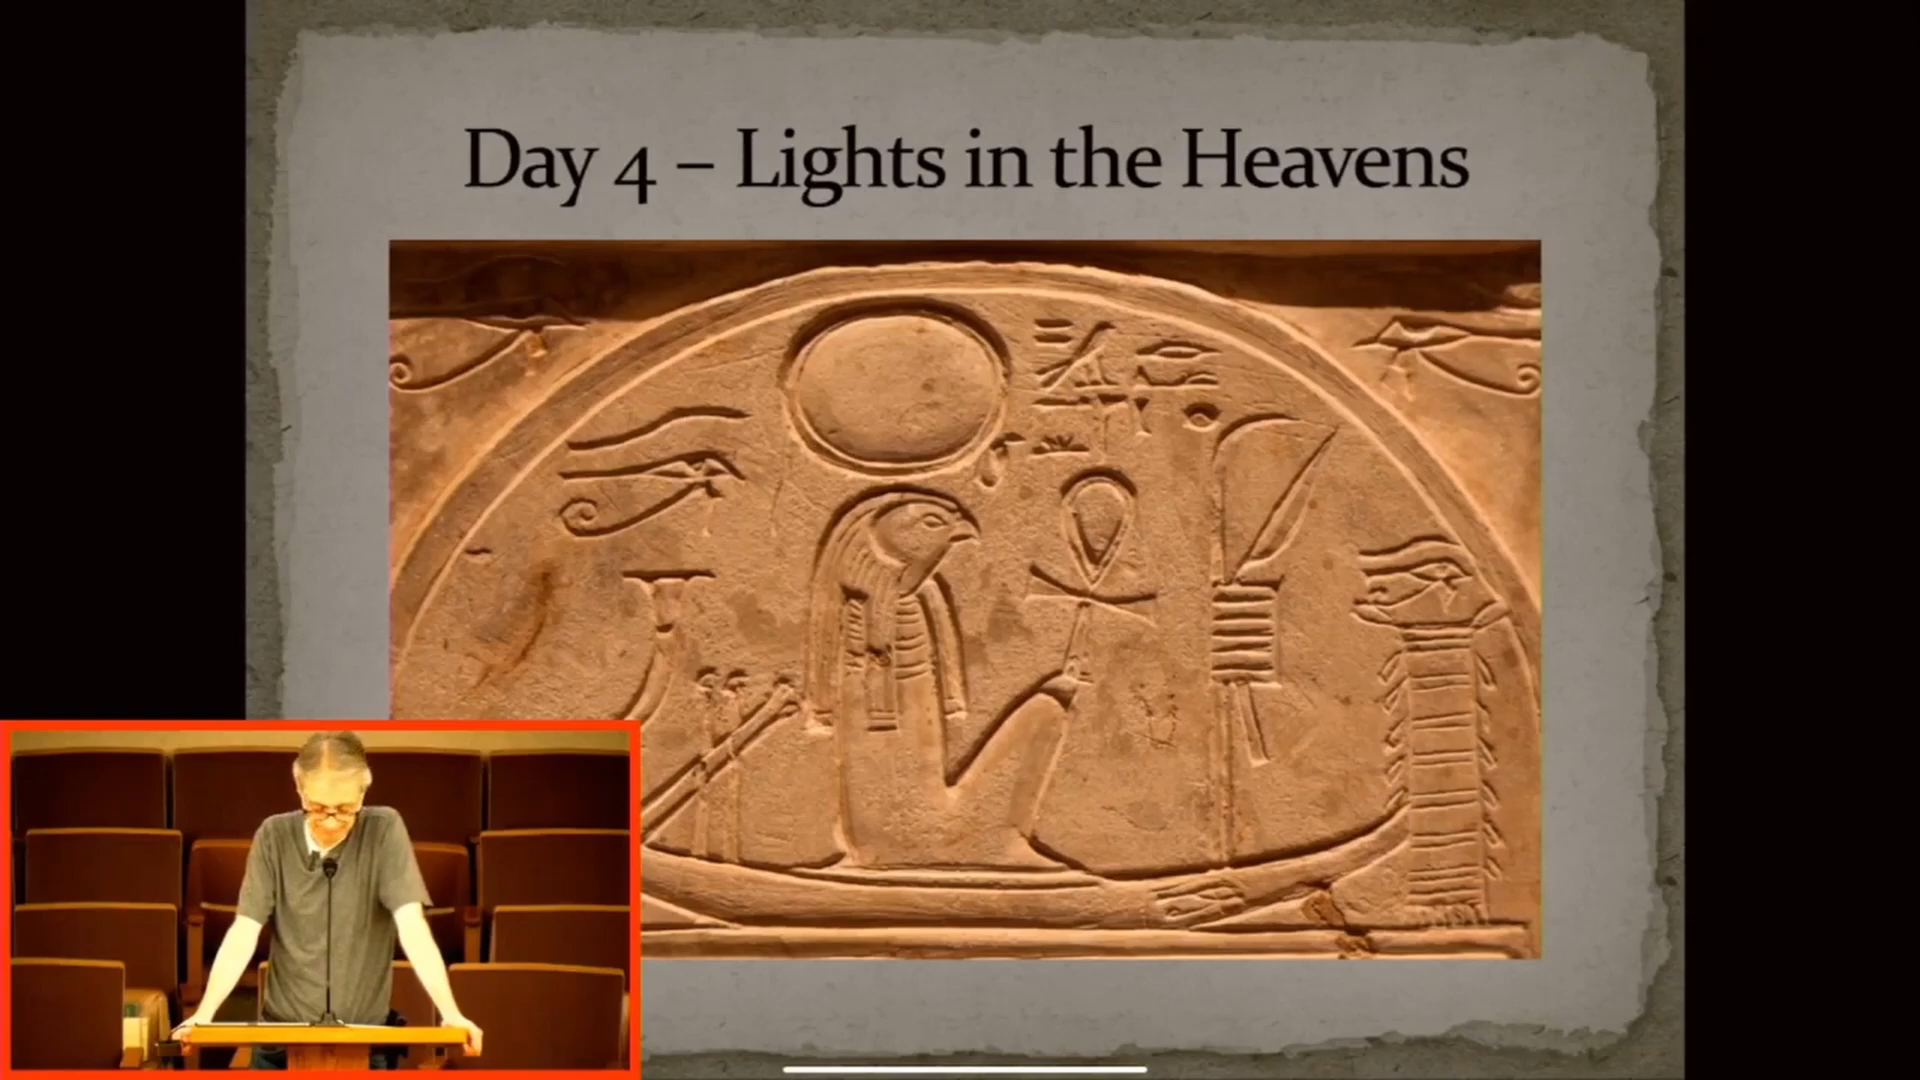 Day 4 – Lights in the Heavens